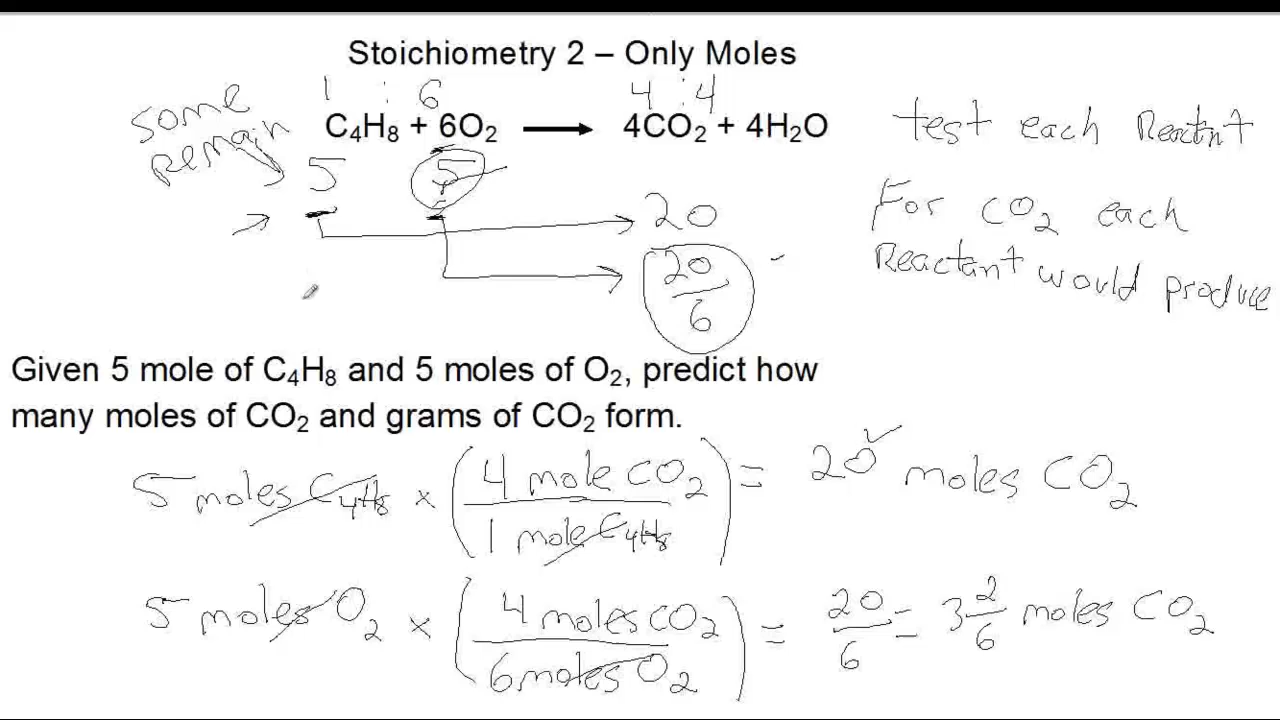 Stoichiometry 2 – Only Moles
1 : 6 4 : 4
some
remain
C₄H₈ + 6O₂ → 4CO₂ + 4H₂O
test each Reactant
5 5
For CO₂ each
20
Reactant would produce
20/6
Given 5 mole of C₄H₈ and 5 moles of O₂, predict how
many moles of CO₂ and grams of CO₂ form.
5 moles C₄H₈ × (4 mole CO₂ / 1 mole C₄H₈) = 20 moles CO₂
5 moles O₂ × (4 moles CO₂ / 6 moles O₂) = 20/6 = 3 2/6 moles CO₂